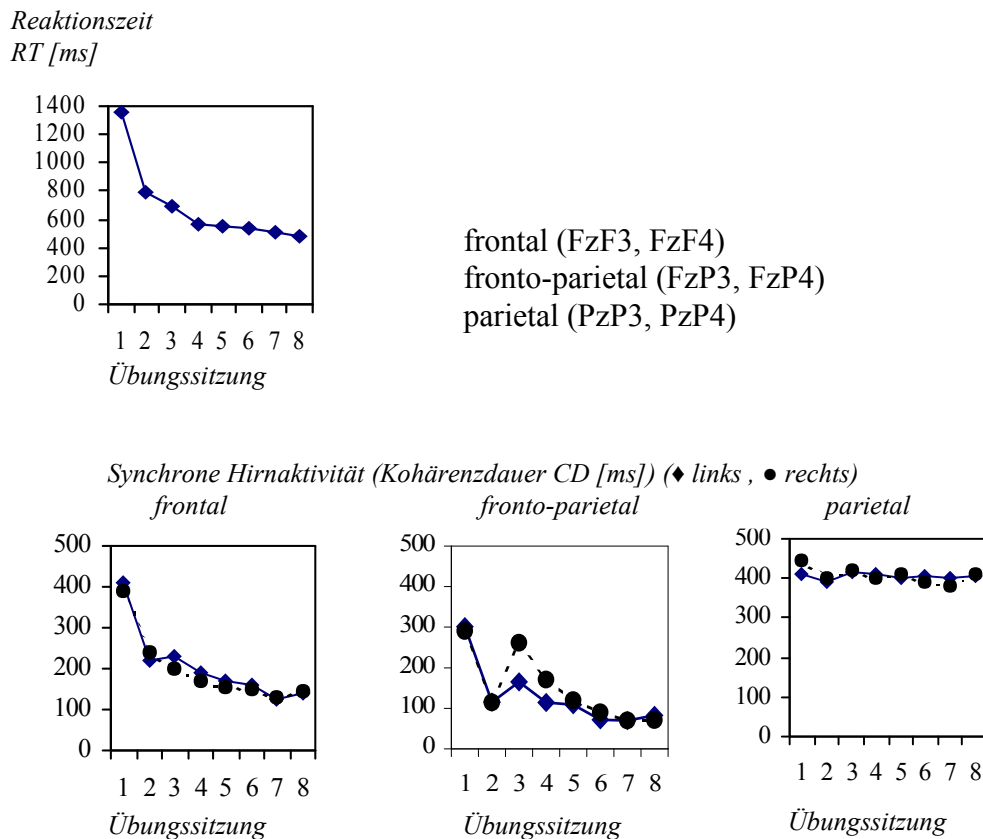 Reaktionszeit
RT [ms]
1400
1200
1000
800
600
400
200
0
1 2 3 4 5 6 7 8
Übungssitzung
frontal (FzF3, FzF4)
fronto-parietal (FzP3, FzP4)
parietal (PzP3, PzP4)
Synchrone Hirnaktivität (Kohärenzdauer CD [ms]) (♦ links , ● rechts)
frontal
500
400
300
200
100
0
1 2 3 4 5 6 7 8
Übungssitzung
fronto-parietal
500
400
300
200
100
0
1 2 3 4 5 6 7 8
Übungssitzung
parietal
500
400
300
200
100
0
1 2 3 4 5 6 7 8
Übungssitzung